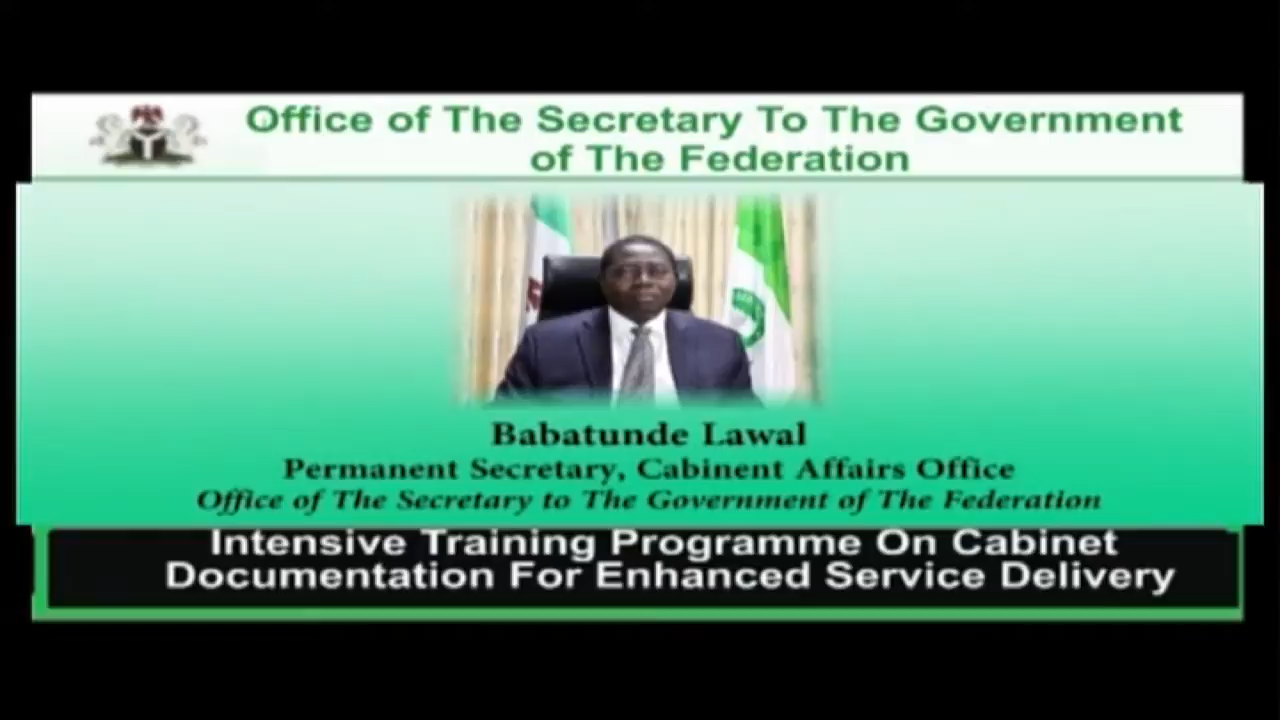 Office of The Secretary To The Government
of The Federation
Babatunde Lawal
Permanent Secretary, Cabinent Affairs Office
Office of The Secretary to The Government of The Federation
Intensive Training Programme On Cabinet
Documentation For Enhanced Service Delivery